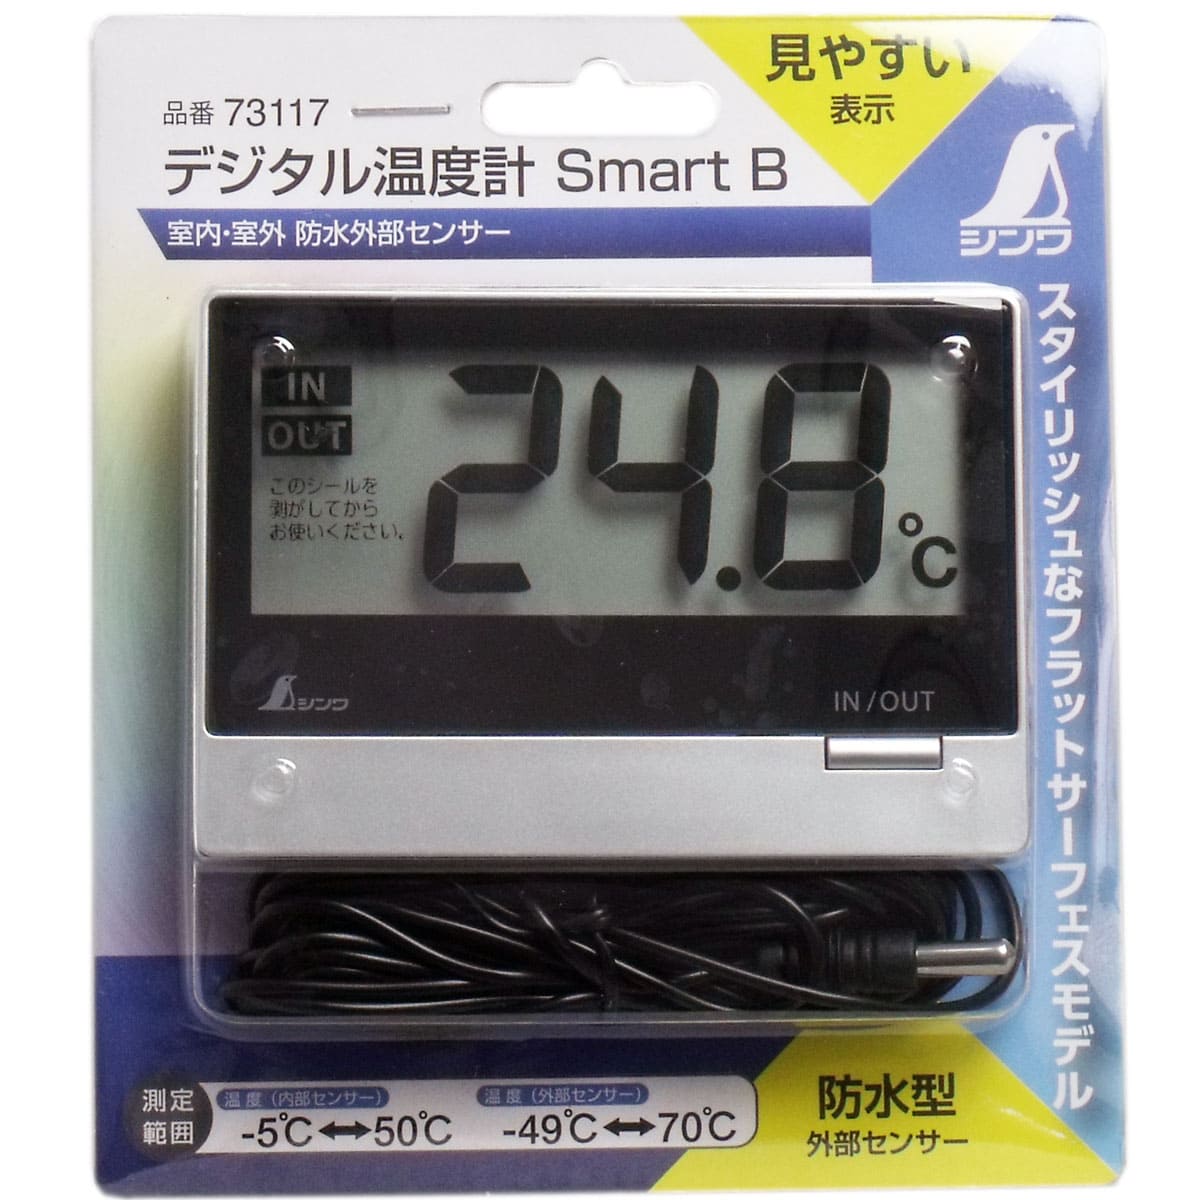 見やすい
表示
品番 73117
デジタル温度計 Smart B
室内・室外 防水外部センサー
シンワ
スタイリッシュなフラットサーフェスモデル
IN
OUT
24.8℃
このシールを
剥がしてから
お使いください。
シンワ
IN/OUT
測定
範囲
温度(内部センサー)
-5℃↔50℃
温度(外部センサー)
-49℃↔70℃
防水型
外部センサー